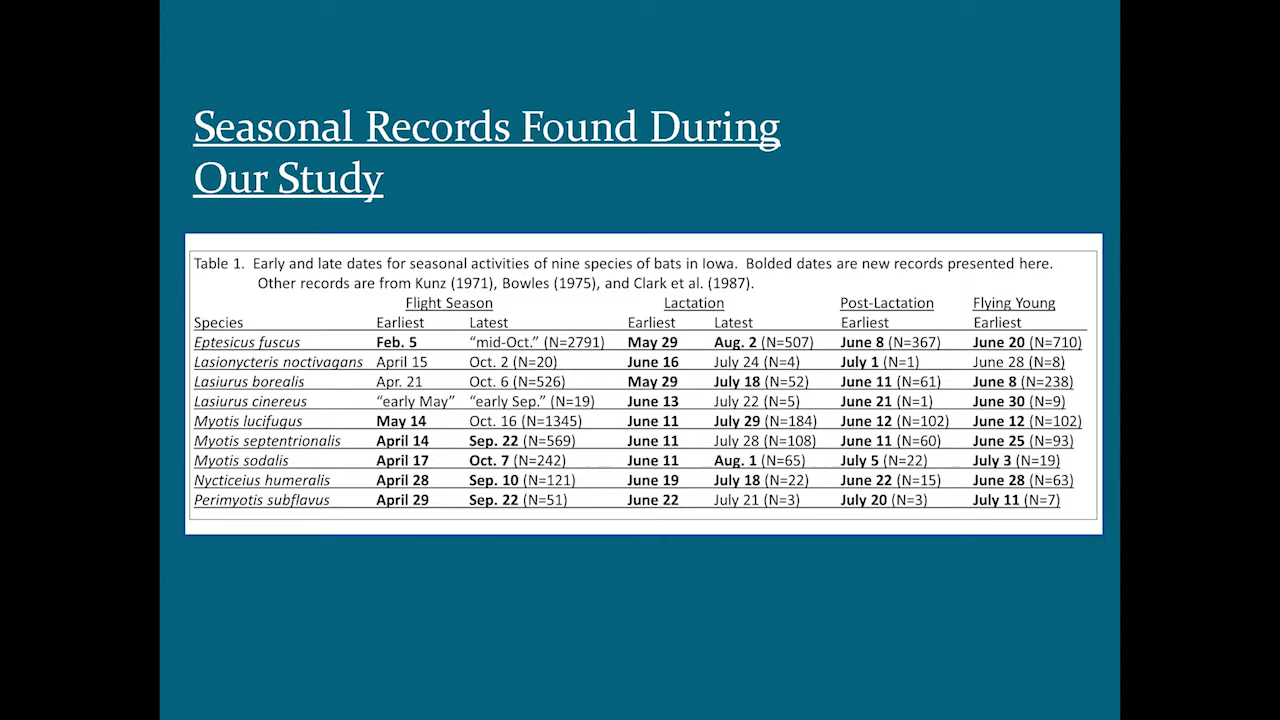 Seasonal Records Found During
Our Study
Table 1. Early and late dates for seasonal activities of nine species of bats in Iowa. Bolded dates are new records presented here.
Other records are from Kunz (1971), Bowles (1975), and Clark et al. (1987).
Flight Season Lactation Post-Lactation Flying Young
Species Earliest Latest Earliest Latest Earliest Earliest
Eptesicus fuscus Feb. 5 “mid-Oct.” (N=2791) May 29 Aug. 2 (N=507) June 8 (N=367) June 20 (N=710)
Lasionycteris noctivagans April 15 Oct. 2 (N=20) June 16 July 24 (N=4) July 1 (N=1) June 28 (N=8)
Lasiurus borealis Apr. 21 Oct. 6 (N=526) May 29 July 18 (N=52) June 11 (N=61) June 8 (N=238)
Lasiurus cinereus “early May” “early Sep.” (N=19) June 13 July 22 (N=5) June 21 (N=1) June 30 (N=9)
Myotis lucifugus May 14 Oct. 16 (N=1345) June 11 July 29 (N=184) June 12 (N=102) June 12 (N=102)
Myotis septentrionalis April 14 Sep. 22 (N=569) June 11 July 28 (N=108) June 11 (N=60) June 25 (N=93)
Myotis sodalis April 17 Oct. 7 (N=242) June 11 Aug. 1 (N=65) July 5 (N=22) July 3 (N=19)
Nycticeius humeralis April 28 Sep. 10 (N=121) June 19 July 18 (N=22) June 22 (N=15) June 28 (N=63)
Perimyotis subflavus April 29 Sep. 22 (N=51) June 22 July 21 (N=3) July 20 (N=3) July 11 (N=7)